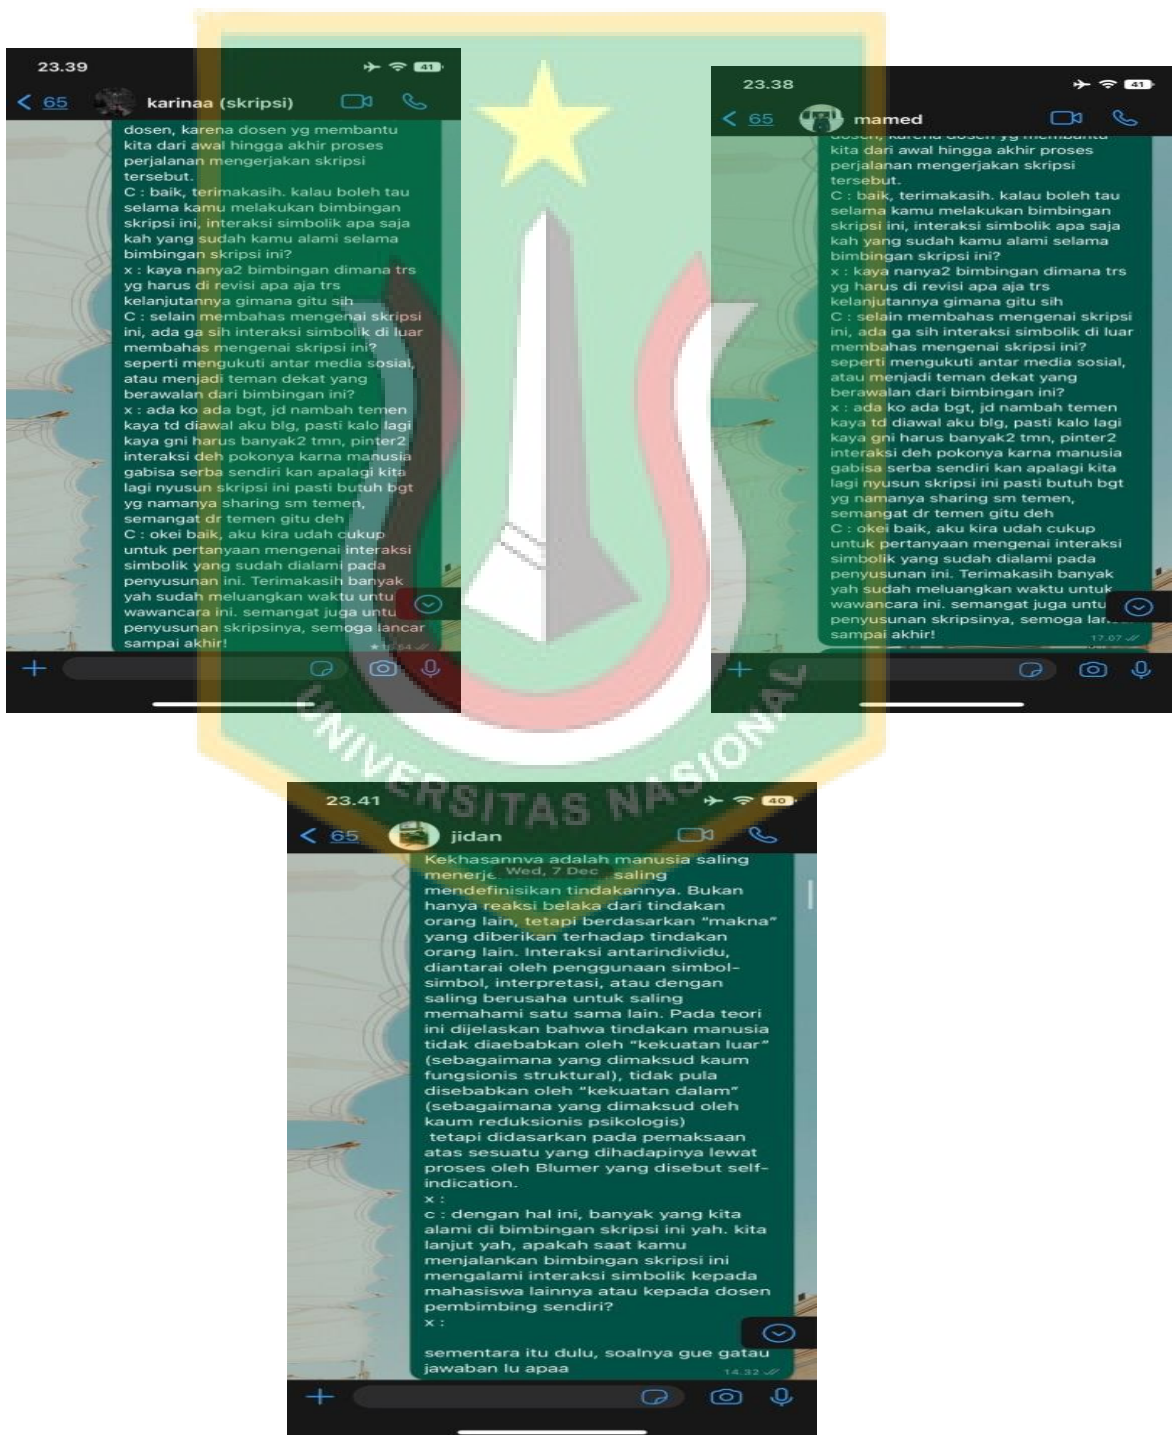 23.39
41
65
karinaa (skripsi)
dosen, karena dosen yg membantu
kita dari awal hingga akhir proses
perjalanan mengerjakan skripsi
tersebut.
C : baik, terimakasih. kalau boleh tau
selama kamu melakukan bimbingan
skripsi ini, interaksi simbolik apa saja
kah yang sudah kamu alami selama
bimbingan skripsi ini?
x : kaya nanya2 bimbingan dimana trs
yg harus di revisi apa aja trs
kelanjutannya gimana gitu sih
C : selain membahas mengenai skripsi
ini, ada ga sih interaksi simbolik di luar
membahas mengenai skripsi ini?
seperti mengukuti antar media sosial,
atau menjadi teman dekat yang
berawalan dari bimbingan ini?
x : ada ko ada bgt, jd nambah temen
kaya td diawal aku blg, pasti kalo lagi
kaya gni harus banyak2 tmn, pinter2
interaksi deh pokonya karna manusia
gabisa serba sendiri kan apalagi kita
lagi nyusun skripsi ini pasti butuh bgt
yg namanya sharing sm temen,
semangat dr temen gitu deh
C : okei baik, aku kira udah cukup
untuk pertanyaan mengenai interaksi
simbolik yang sudah dialami pada
penyusunan ini. Terimakasih banyak
yah sudah meluangkan waktu untu
wawancara ini. semangat juga untu
penyusunan skripsinya, semoga lancar
sampai akhir!
23.38
41
65
mamed
dosen, karena dosen yg membantu
kita dari awal hingga akhir proses
perjalanan mengerjakan skripsi
tersebut.
C : baik, terimakasih. kalau boleh tau
selama kamu melakukan bimbingan
skripsi ini, interaksi simbolik apa saja
kah yang sudah kamu alami selama
bimbingan skripsi ini?
x : kaya nanya2 bimbingan dimana trs
yg harus di revisi apa aja trs
kelanjutannya gimana gitu sih
C : selain membahas mengenai skripsi
ini, ada ga sih interaksi simbolik di luar
membahas mengenai skripsi ini?
seperti mengukuti antar media sosial,
atau menjadi teman dekat yang
berawalan dari bimbingan ini?
x : ada ko ada bgt, jd nambah temen
kaya td diawal aku blg, pasti kalo lagi
kaya gni harus banyak2 tmn, pinter2
interaksi deh pokonya karna manusia
gabisa serba sendiri kan apalagi kita
lagi nyusun skripsi ini pasti butuh bgt
yg namanya sharing sm temen,
semangat dr temen gitu deh
C : okei baik, aku kira udah cukup
untuk pertanyaan mengenai interaksi
simbolik yang sudah dialami pada
penyusunan ini. Terimakasih banyak
yah sudah meluangkan waktu untuk
wawancara ini. semangat juga untu
penyusunan skripsinya, semoga
sampai akhir!
17.07
UNIVERSITAS NASIONAL
23.41
40
65
jidan
Kekhasannya adalah manusia saling
Wed, 7 Dec
saling
mendefinisikan tindakannya. Bukan
hanya reaksi belaka dari tindakan
orang lain, tetapi berdasarkan “makna”
yang diberikan terhadap tindakan
orang lain. Interaksi antarindividu,
diantarai oleh penggunaan simbol-
simbol, interpretasi, atau dengan
saling berusaha untuk saling
memahami satu sama lain. Pada teori
ini dijelaskan bahwa tindakan manusia
tidak diaebabkan oleh “kekuatan luar”
(sebagaimana yang dimaksud kaum
fungsionis struktural), tidak pula
disebabkan oleh “kekuatan dalam”
(sebagaimana yang dimaksud oleh
kaum reduksionis psikologis)
tetapi didasarkan pada pemaksaan
atas sesuatu yang dihadapinya lewat
proses oleh Blumer yang disebut self-
indication.
x :
c : dengan hal ini, banyak yang kita
alami di bimbingan skripsi ini yah. kita
lanjut yah, apakah saat kamu
menjalankan bimbingan skripsi ini
mengalami interaksi simbolik kepada
mahasiswa lainnya atau kepada dosen
pembimbing sendiri?
x :
sementara itu dulu, soalnya gue gatau
jawaban lu apaa
14.32